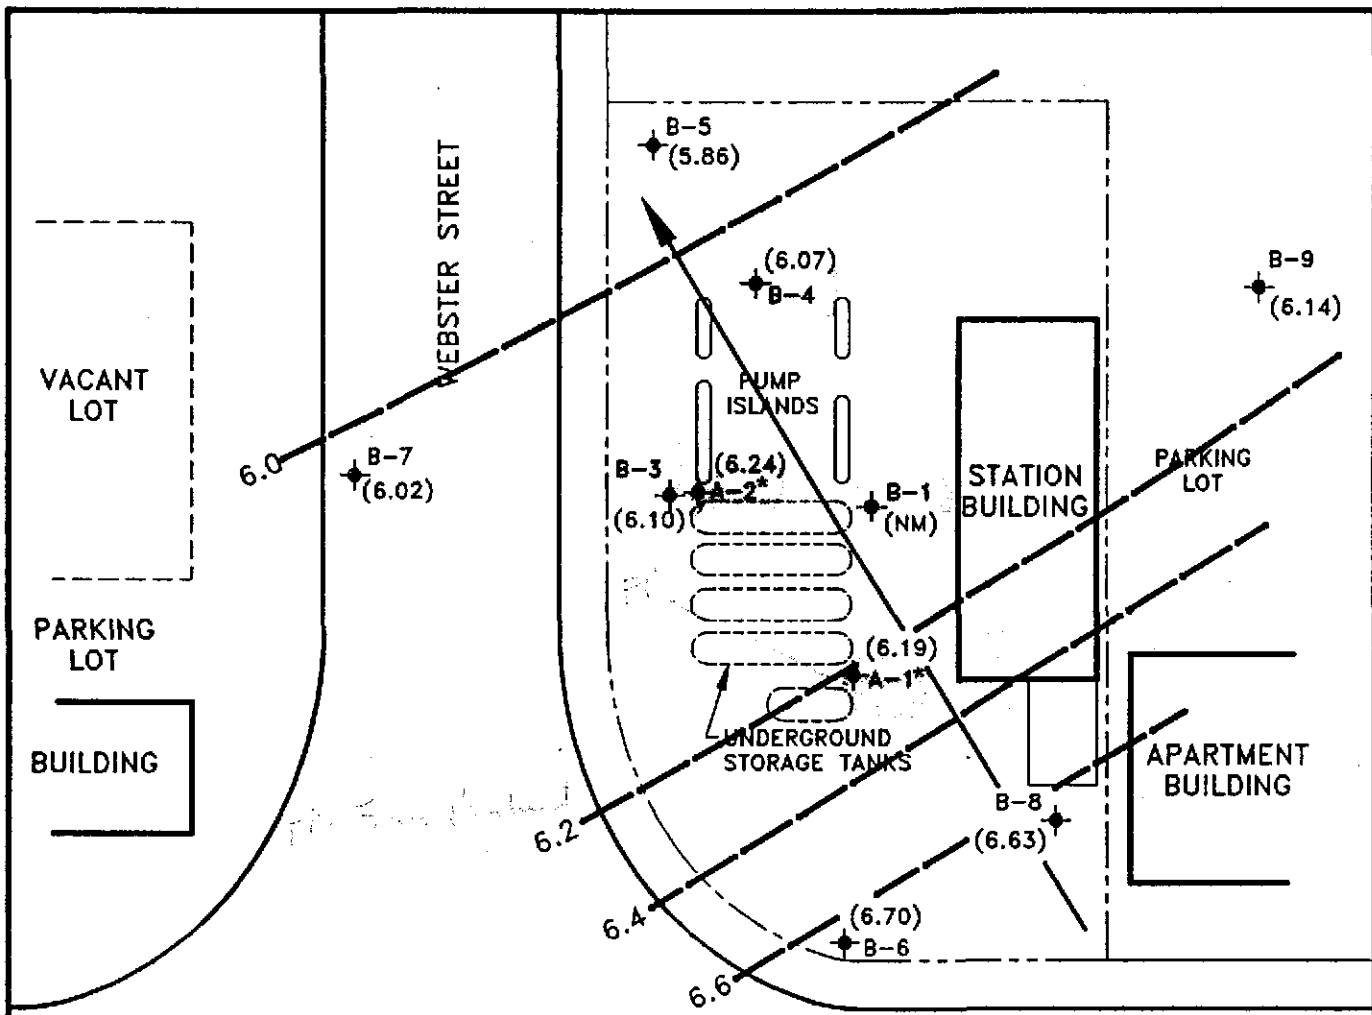 B-5
(5.86)
WEBSTER STREET
(6.07)
B-4
B-9
(6.14)
VACANT
LOT
PUMP
ISLANDS
6.0
B-7
(6.02)
B-3
(6.24)
A-2*
(6.10)
B-1
(NM)
STATION
BUILDING
PARKING
LOT
PARKING
LOT
(6.19)
A-1*
BUILDING
UNDERGROUND
STORAGE TANKS
APARTMENT
BUILDING
6.2
B-8
(6.63)
6.4
(6.70)
B-6
6.6